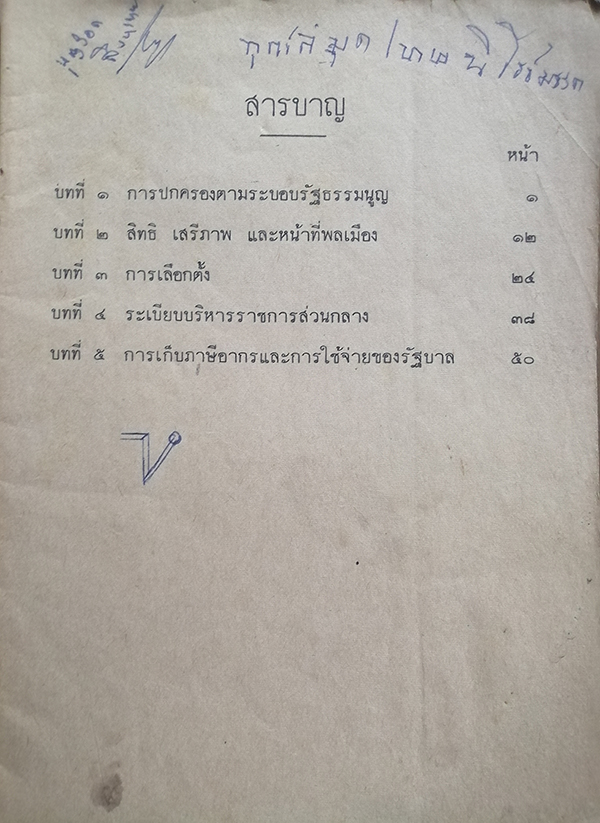 สารบาญ
หน้า
บทที่ ๑ การปกครองตามระบอบรัฐธรรมนูญ ๑
บทที่ ๒ สิทธิ เสรีภาพ และหน้าที่พลเมือง ๑๒
บทที่ ๓ การเลือกตั้ง ๒๔
บทที่ ๔ ระเบียบบริหารราชการส่วนกลาง ๓๘
บทที่ ๕ การเก็บภาษีอากรและการใช้จ่ายของรัฐบาล ๕๐